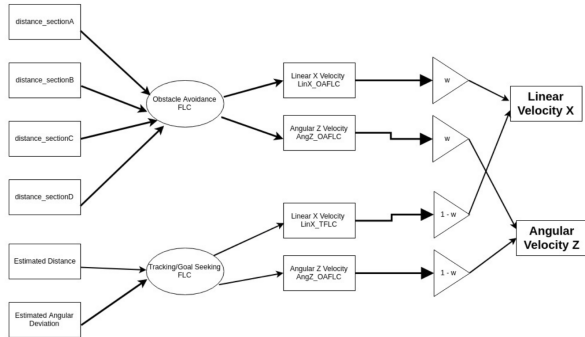 distance_sectionA
distance_sectionB
distance_sectionC
distance_sectionD
Estimated Distance
Estimated Angular
Deviation
Obstacle Avoidance
FLC
Tracking/Goal Seeking
FLC
Linear X Velocity
LinX_OAFLC
Angular Z Velocity
AngZ_OAFLC
Linear X Velocity
LinX_TFLC
Angular Z Velocity
AngZ_OAFLC
w
w
1 - w
1 - w
Linear
Velocity X
Angular
Velocity Z